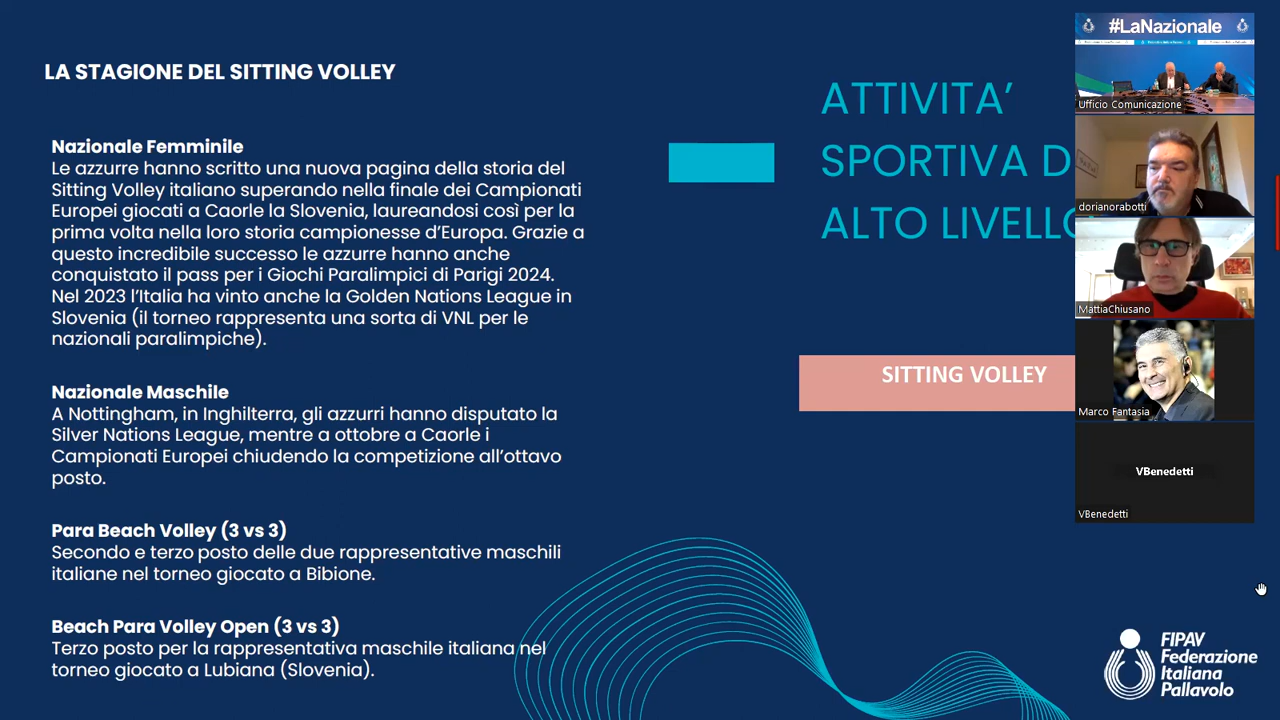 LA STAGIONE DEL SITTING VOLLEY
Nazionale Femminile
Le azzurre hanno scritto una nuova pagina della storia del
Sitting Volley italiano superando nella finale dei Campionati
Europei giocati a Caorle la Slovenia, laureandosi così per la
prima volta nella loro storia campionesse d'Europa. Grazie a
questo incredibile successo le azzurre hanno anche
conquistato il pass per i Giochi Paralimpici di Parigi 2024.
Nel 2023 l'Italia ha vinto anche la Golden Nations League in
Slovenia (il torneo rappresenta una sorta di VNL per le
nazionali paralimpiche).
Nazionale Maschile
A Nottingham, in Inghilterra, gli azzurri hanno disputato la
Silver Nations League, mentre a ottobre a Caorle i
Campionati Europei chiudendo la competizione all'ottavo
posto.
Para Beach Volley (3 vs 3)
Secondo e terzo posto delle due rappresentative maschili
italiane nel torneo giocato a Bibione.
Beach Para Volley Open (3 vs 3)
Terzo posto per la rappresentativa maschile italiana nel
torneo giocato a Lubiana (Slovenia).
ATTIVITA'
SPORTIVA D
ALTO LIVELLO
SITTING VOLLEY
#LaNazionale
Ufficio Comunicazione
dorianorabotti
MattiaChiusano
Marco Fantasia
VBenedetti
VBenedetti
FIPAV
Federazione
Italiana
Pallavolo